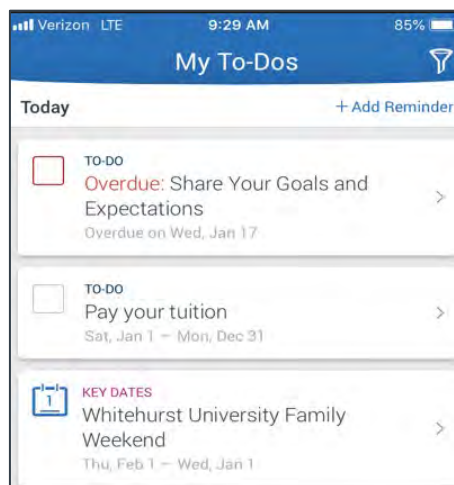 Verizon LTE 9:29 AM 85%
My To-Dos
Today + Add Reminder
TO-DO
Overdue: Share Your Goals and
Expectations
Overdue on Wed, Jan 17
TO-DO
Pay your tuition
Sat, Jan 1 – Mon, Dec 31
1
KEY DATES
Whitehurst University Family
Weekend
Thu, Feb 1 – Wed, Jan 1